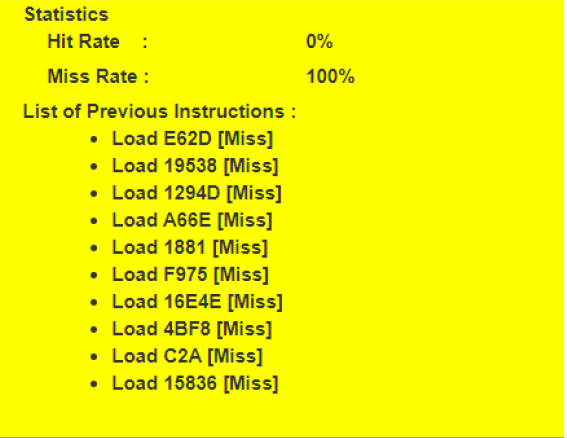 Statistics
Hit Rate : 0%
Miss Rate : 100%
List of Previous Instructions :
• Load E62D [Miss]
• Load 19538 [Miss]
• Load 1294D [Miss]
• Load A66E [Miss]
• Load 1881 [Miss]
• Load F975 [Miss]
• Load 16E4E [Miss]
• Load 4BF8 [Miss]
• Load C2A [Miss]
• Load 15836 [Miss]